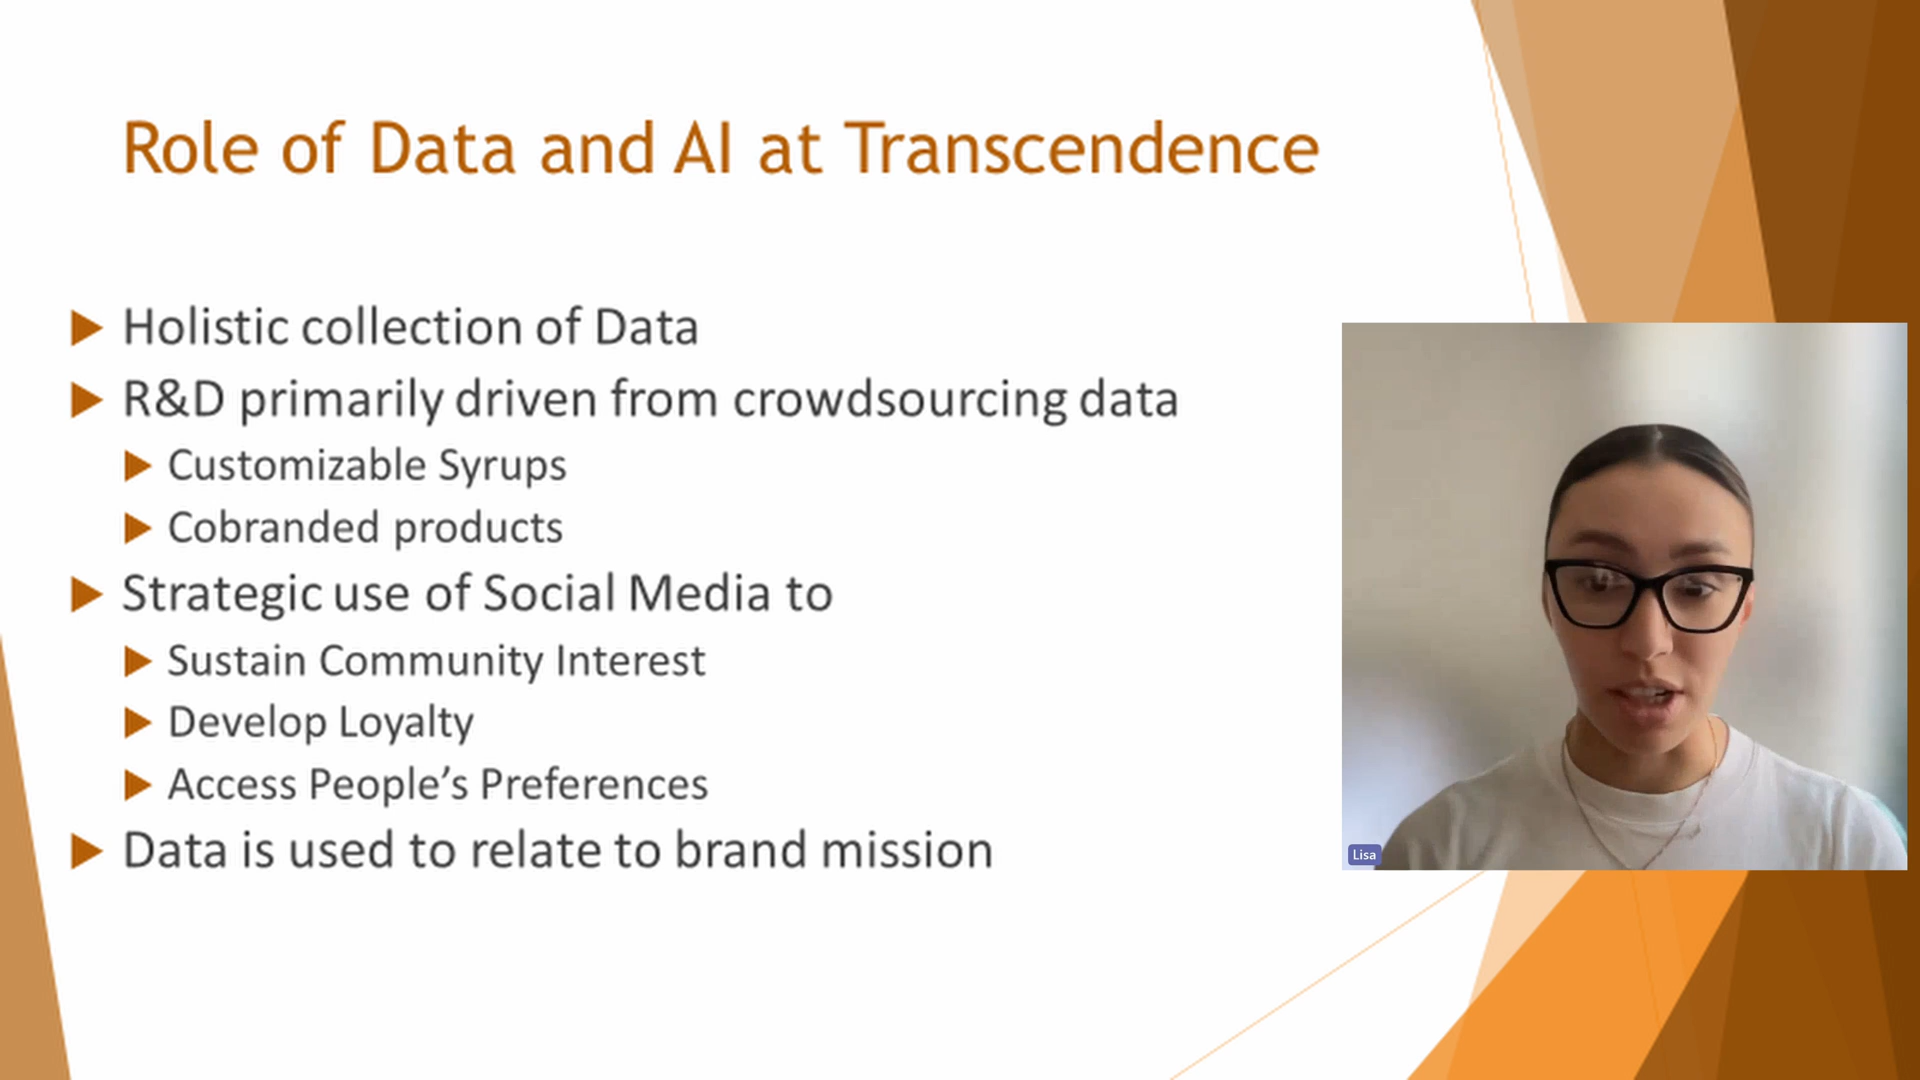 Role of Data and AI at Transcendence
Holistic collection of Data
R&D primarily driven from crowdsourcing data
Customizable Syrups
Cobranded products
Strategic use of Social Media to
Sustain Community Interest
Develop Loyalty
Access People’s Preferences
Data is used to relate to brand mission
Lisa